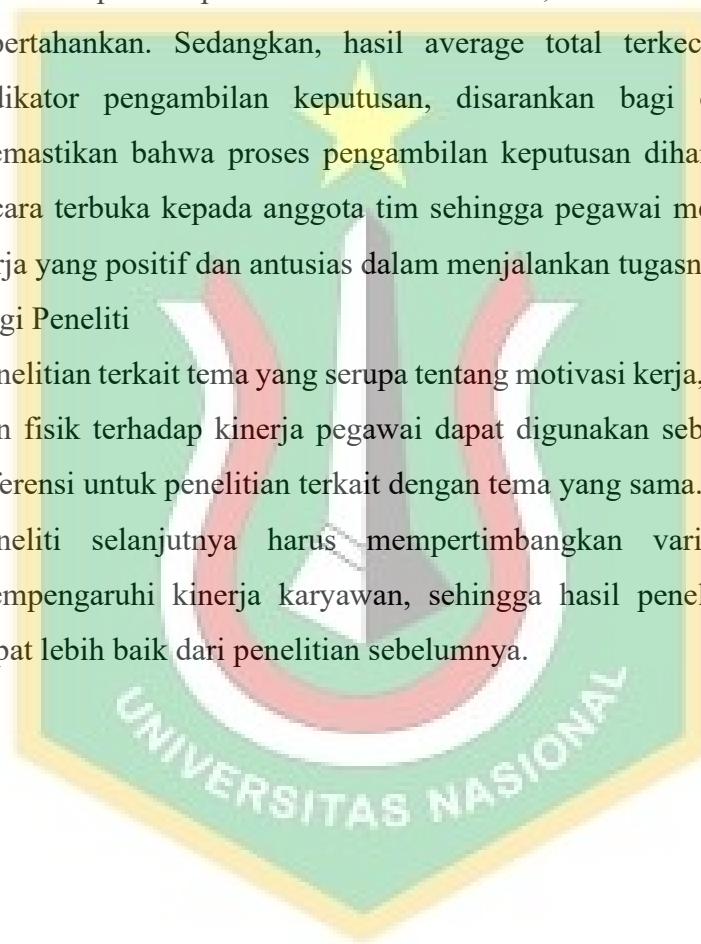 pertahankan. Sedangkan, hasil average total terkec
dikator pengambilan keputusan, disarankan bagi
emastikan bahwa proses pengambilan keputusan diha
cara terbuka kepada anggota tim sehingga pegawai me
rja yang positif dan antusias dalam menjalankan tugasn
gi Peneliti
nelitian terkait tema yang serupa tentang motivasi kerja,
n fisik terhadap kinerja pegawai dapat digunakan seb
ferensi untuk penelitian terkait dengan tema yang sama.
neliti selanjutnya harus mempertimbangkan vari
empengaruhi kinerja karyawan, sehingga hasil penel
pat lebih baik dari penelitian sebelumnya.
UNIVERSITAS NASIONAL